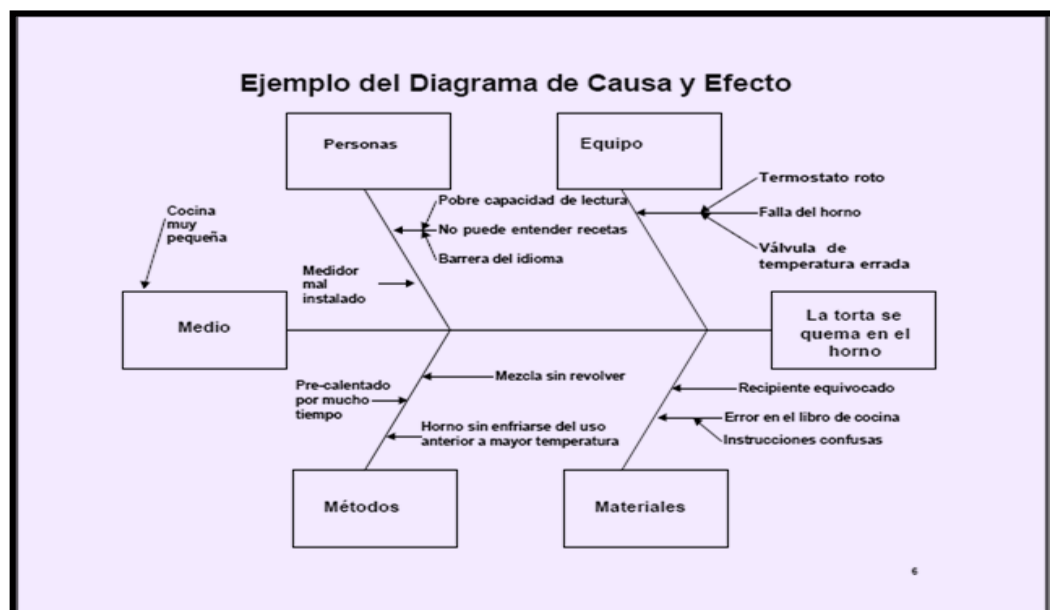 Ejemplo del Diagrama de Causa y Efecto
Personas
Equipo
Termostato roto
Pobre capacidad de lectura
Falla del horno
No puede entender recetas
Válvula de
temperatura errada
Barrera del idioma
Cocina
muy
pequeña
Medidor
mal
instalado
Medio
La torta se
quema en el
horno
Mezcla sin revolver
Pre-calentado
por mucho
tiempo
Horno sin enfriarse del uso
anterior a mayor temperatura
Recipiente equivocado
Error en el libro de cocina
Instrucciones confusas
Métodos
Materiales
6